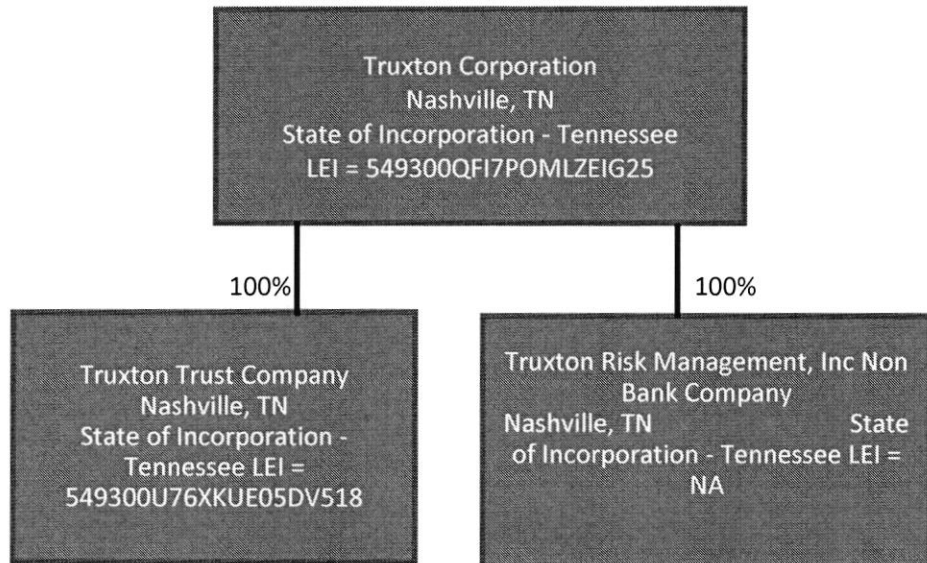 Truxton Corporation
Nashville, TN
State of Incorporation - Tennessee
LEI = 549300QFI7POMLZEIG25
100%
100%
Truxton Trust Company
Nashville, TN
State of Incorporation -
Tennessee LEI =
549300U76XKUE05DV518
Truxton Risk Management, Inc Non
Bank Company
Nashville, TN State
of Incorporation - Tennessee LEI =
NA